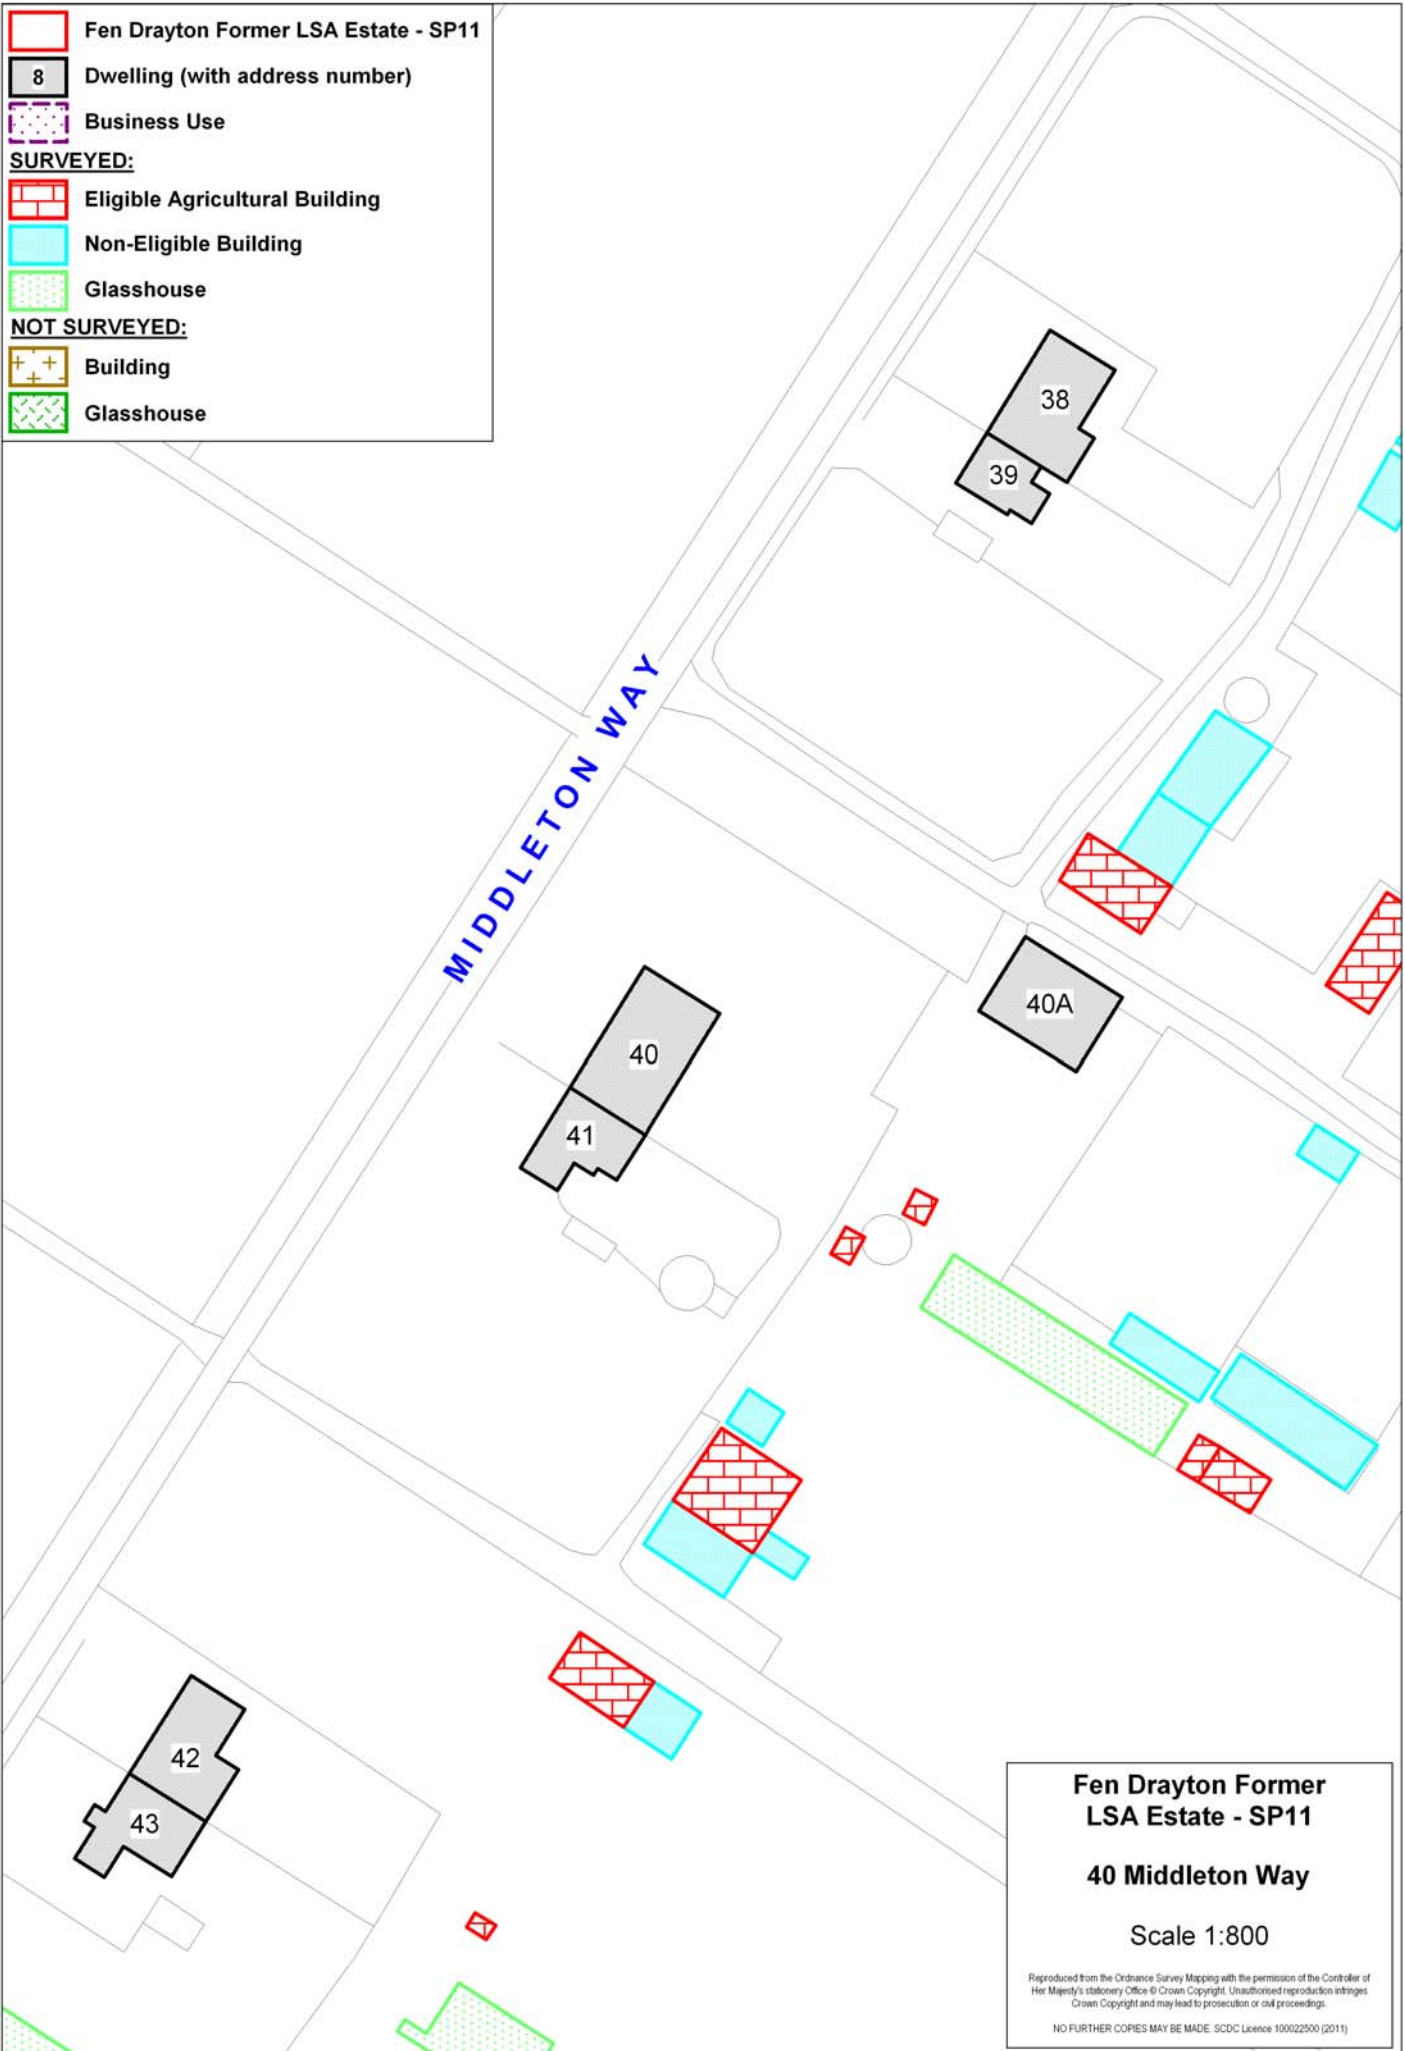 Fen Drayton Former LSA Estate - SP11
8 Dwelling (with address number)
Business Use
SURVEYED:
Eligible Agricultural Building
Non-Eligible Building
Glasshouse
NOT SURVEYED:
Building
Glasshouse
38
39
MIDDLETON WAY
40A
40
41
42
43
Fen Drayton Former
LSA Estate - SP11
40 Middleton Way
Scale 1:800
Reproduced from the Ordnance Survey Mapping with the permission of the Controller of
Her Majesty's stationery Office © Crown Copyright. Unauthorised reproduction infringes
Crown Copyright and may lead to prosecution or civil proceedings.
NO FURTHER COPIES MAY BE MADE. SCDC Licence 100022500 (2011)